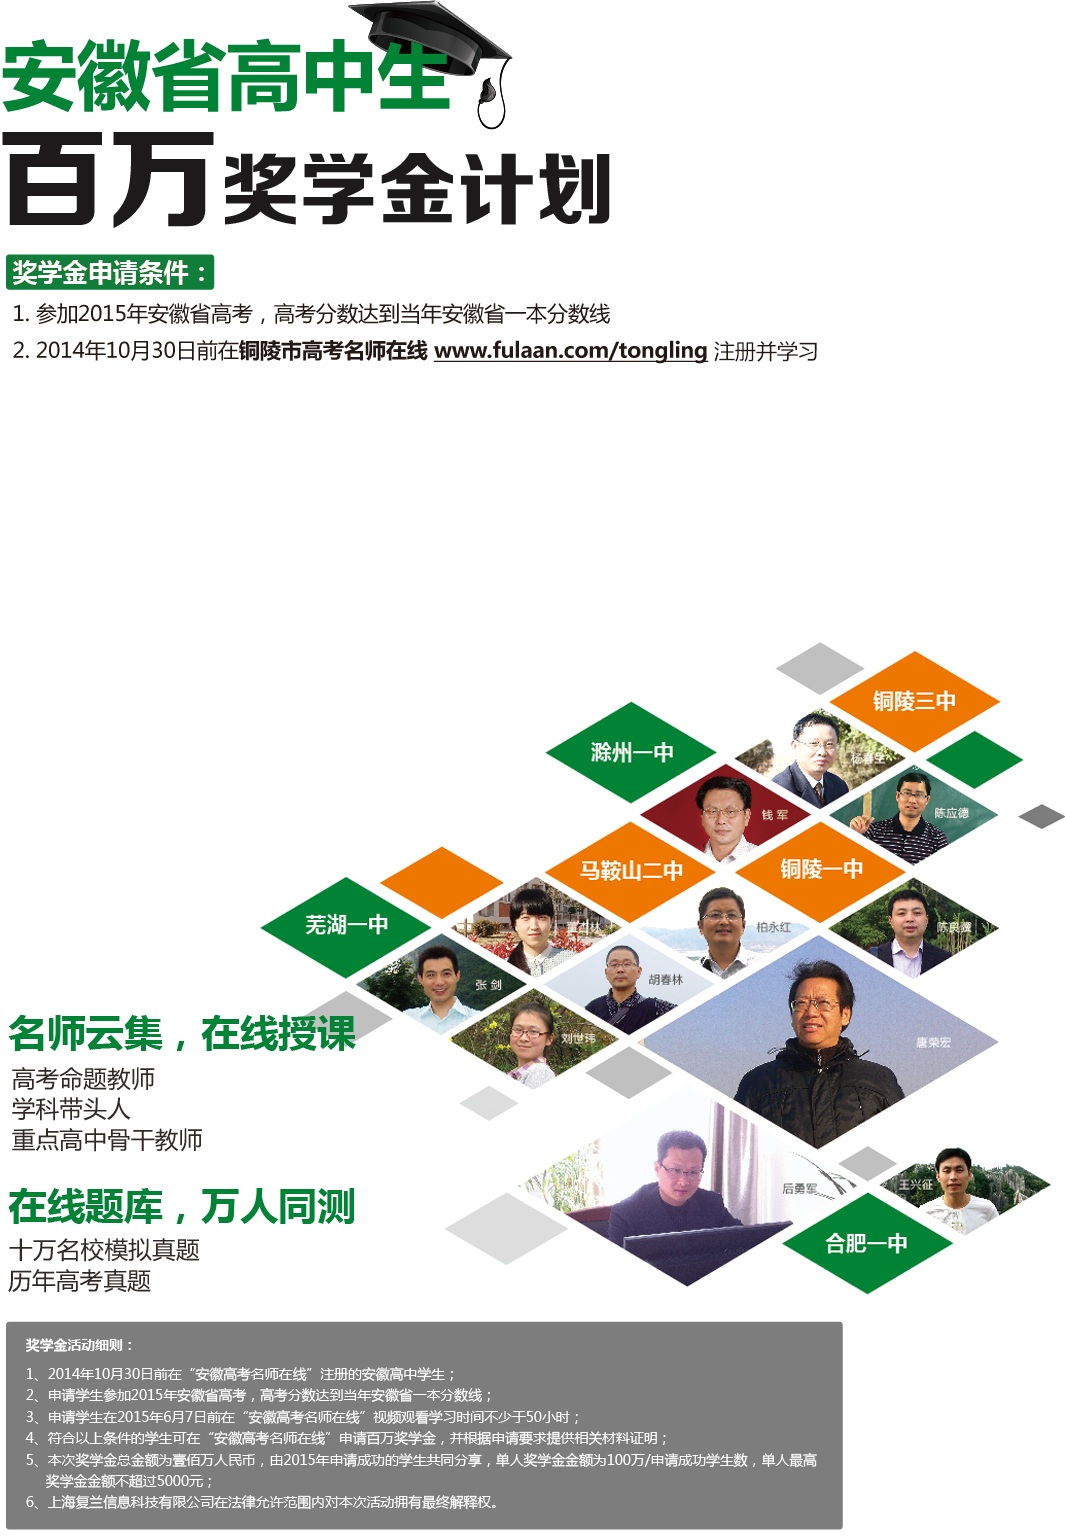 安徽省高中生
百万奖学金计划
奖学金申请条件：
1. 参加2015年安徽省高考，高考分数达到当年安徽省一本分数线
2. 2014年10月30日前在铜陵市高考名师在线 www.fulaan.com/tongling 注册并学习
铜陵三中
滁州一中
杨春生
钱军
陈应德
马鞍山二中
铜陵一中
芜湖一中
柏永红
陈良骥
张剑
胡春林
刘世玮
唐荣宏
名师云集，在线授课
高考命题教师
学科带头人
重点高中骨干教师
后勇军
王兴征
合肥一中
在线题库，万人同测
十万名校模拟真题
历年高考真题
奖学金活动细则：
1、2014年10月30日前在“安徽高考名师在线”注册的安徽高中学生；
2、申请学生参加2015年安徽省高考，高考分数达到当年安徽省一本分数线；
3、申请学生在2015年6月7日前在“安徽高考名师在线”视频观看学习时间不少于50小时；
4、符合以上条件的学生可在“安徽高考名师在线”申请百万奖学金，并根据申请要求提供相关材料证明；
5、本次奖学金总金额为壹佰万人民币，由2015年申请成功的学生共同分享，单人奖学金金额为100万/申请成功学生数，单人最高
奖学金金额不超过5000元；
6、上海复兰信息科技有限公司在法律允许范围内对本次活动拥有最终解释权。